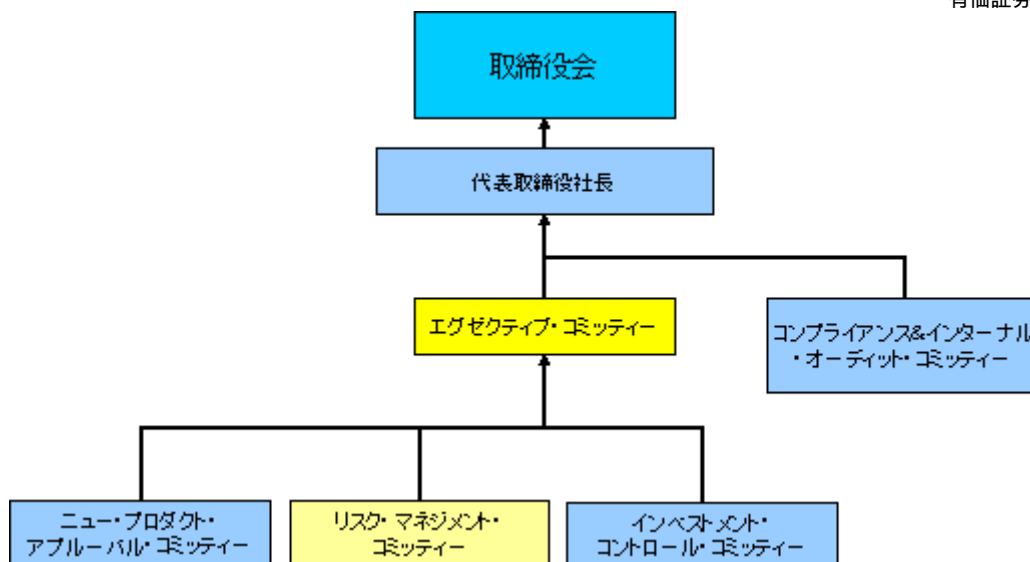 有価証券
取締役会
代表取締役社長
エグゼクティブ・コミッティー
コンプライアンス&インターナル
・オーディット・コミッティー
ニュー・プロダクト・
アプルーバル・コミッティー
リスク・マネジメント・
コミッティー
インベストメント・
コントロール・コミッティー